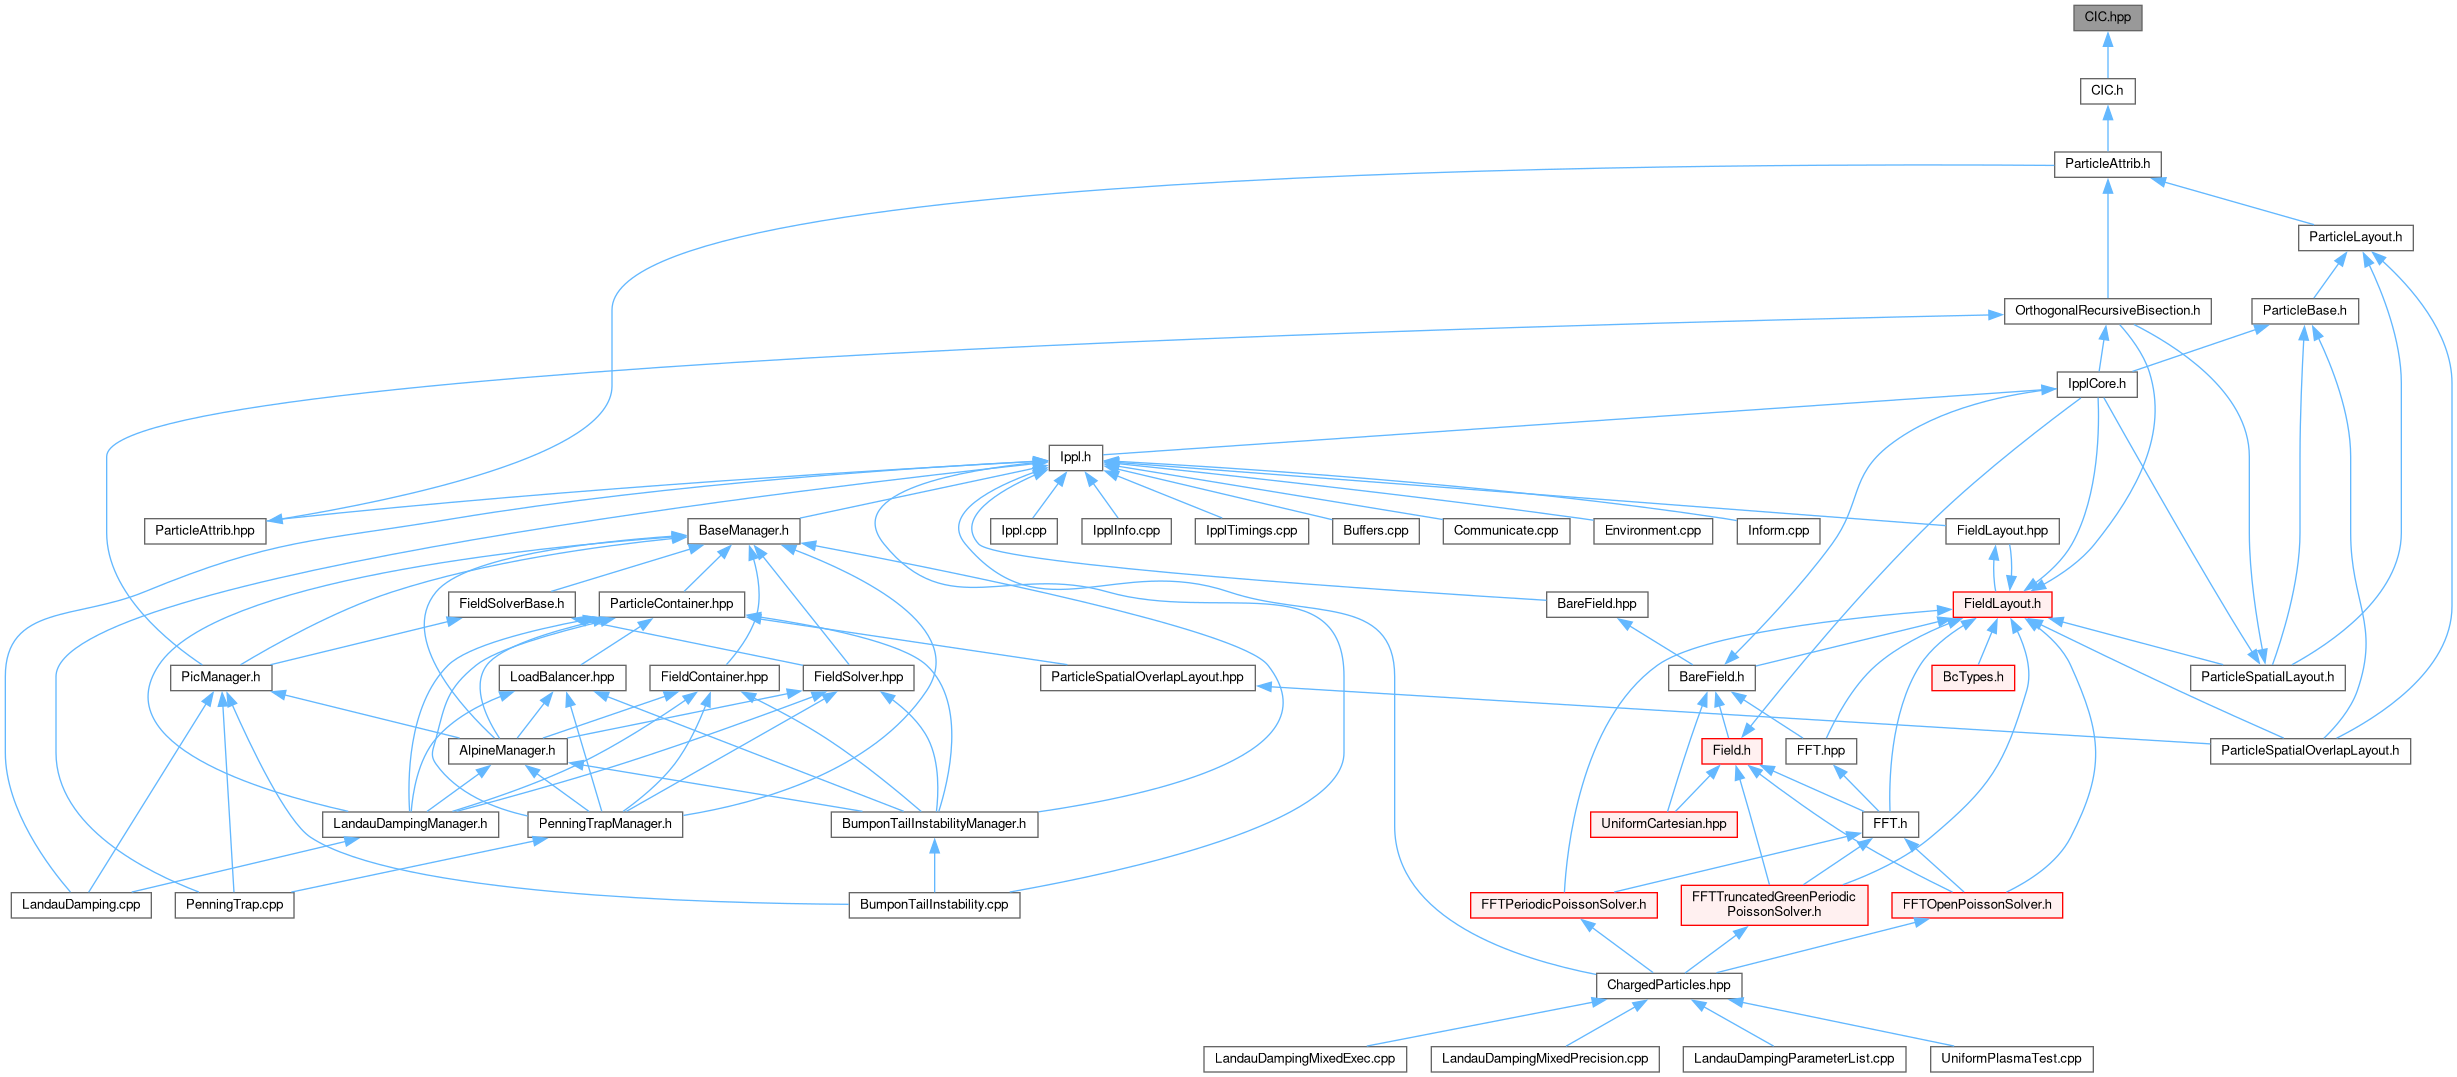 CIC.hpp
CIC.h
ParticleAttrib.h
ParticleLayout.h
OrthogonalRecursiveBisection.h
ParticleBase.h
IpplCore.h
Ippl.h
ParticleAttrib.hpp
BaseManager.h
Ippl.cpp
IpplInfo.cpp
IpplTimings.cpp
Buffers.cpp
Communicate.cpp
Environment.cpp
Inform.cpp
FieldLayout.hpp
FieldSolverBase.h
ParticleContainer.hpp
BareField.hpp
FieldLayout.h
PicManager.h
LoadBalancer.hpp
FieldContainer.hpp
FieldSolver.hpp
ParticleSpatialOverlapLayout.hpp
BareField.h
BcTypes.h
ParticleSpatialLayout.h
AlpineManager.h
Field.h
FFT.hpp
ParticleSpatialOverlapLayout.h
LandauDampingManager.h
PenningTrapManager.h
BumponTailInstabilityManager.h
UniformCartesian.hpp
FFT.h
LandauDamping.cpp
PenningTrap.cpp
BumponTailInstability.cpp
FFTPeriodicPoissonSolver.h
FFTTruncatedGreenPeriodic
PoissonSolver.h
FFTOpenPoissonSolver.h
ChargedParticles.hpp
LandauDampingMixedExec.cpp
LandauDampingMixedPrecision.cpp
LandauDampingParameterList.cpp
UniformPlasmaTest.cpp